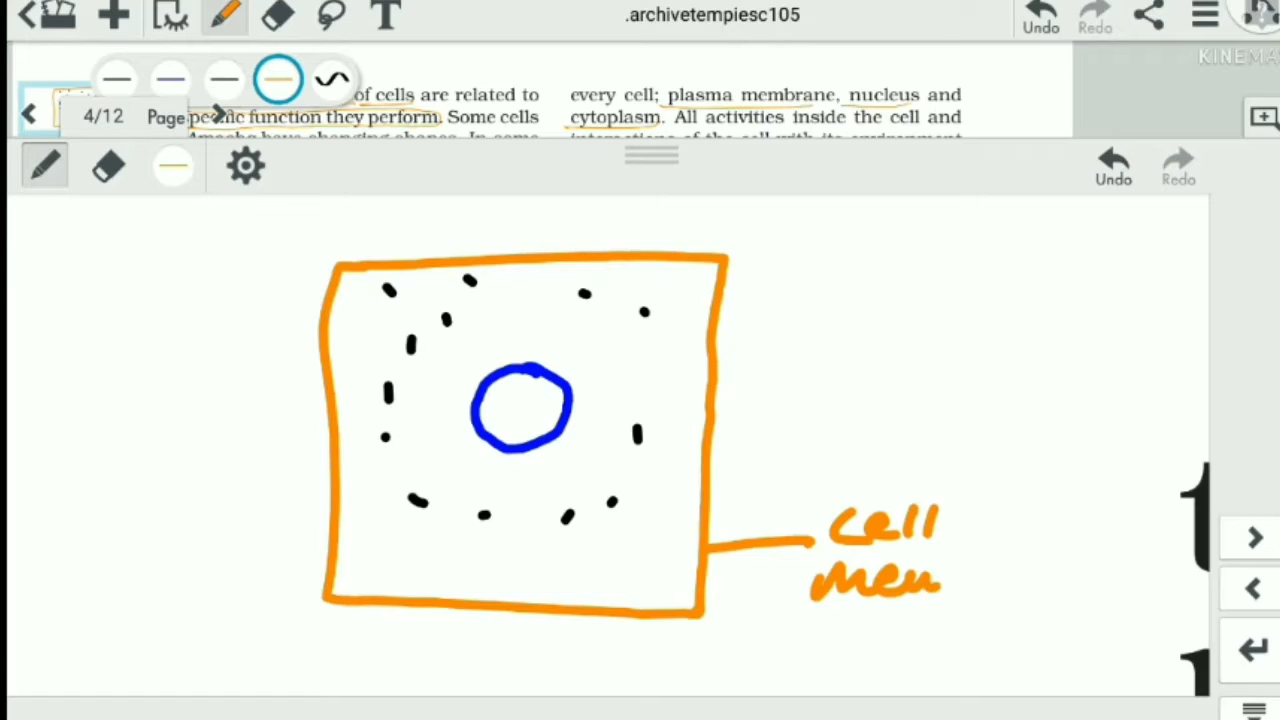 T
.archivetempiesc105
Undo
Redo
KINEMA
of cells are related to
4/12 Page
pecific function they perform. Some cells
every cell; plasma membrane, nucleus and
cytoplasm. All activities inside the cell and
Undo
Redo
cell
mem